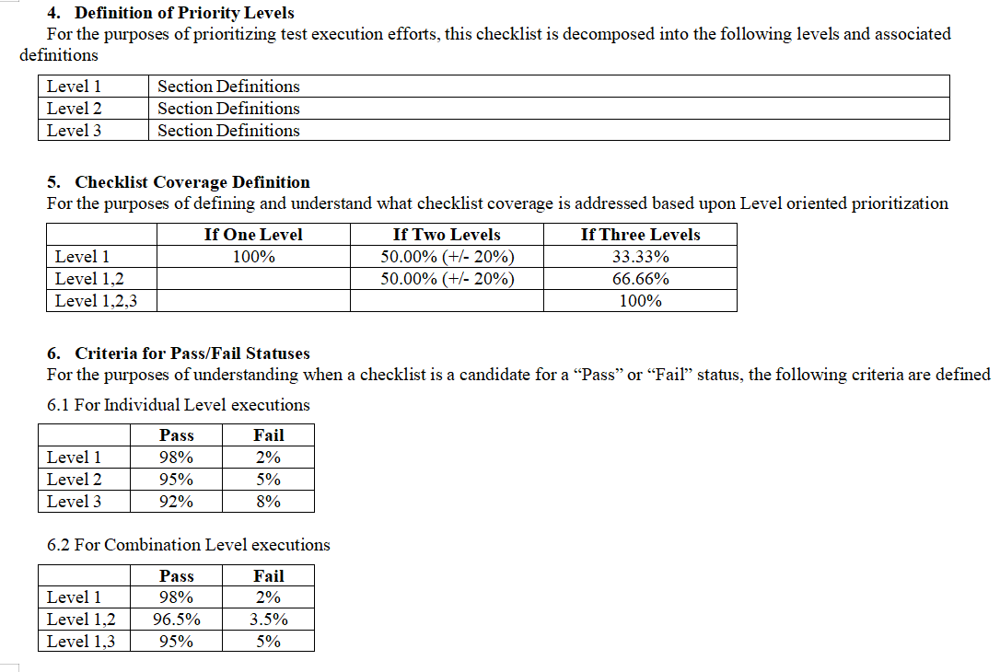 4. Definition of Priority Levels
For the purposes of prioritizing test execution efforts, this checklist is decomposed into the following levels and associated
definitions
Level 1 Section Definitions
Level 2 Section Definitions
Level 3 Section Definitions
5. Checklist Coverage Definition
For the purposes of defining and understand what checklist coverage is addressed based upon Level oriented prioritization
If One Level If Two Levels If Three Levels
Level 1 100% 50.00% (+/- 20%) 33.33%
Level 1,2 50.00% (+/- 20%) 66.66%
Level 1,2,3 100%
6. Criteria for Pass/Fail Statuses
For the purposes of understanding when a checklist is a candidate for a “Pass” or “Fail” status, the following criteria are defined
6.1 For Individual Level executions
Pass Fail
Level 1 98% 2%
Level 2 95% 5%
Level 3 92% 8%
6.2 For Combination Level executions
Pass Fail
Level 1 98% 2%
Level 1,2 96.5% 3.5%
Level 1,3 95% 5%